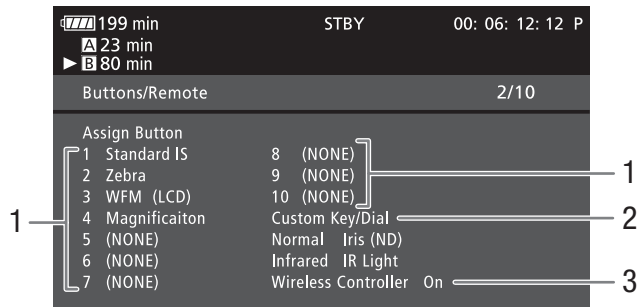 199 min STBY 00: 06: 12: 12 P
A 23 min
B 80 min
Buttons/Remote 2/10
Assign Button
1 Standard IS 8 (NONE)
2 Zebra 9 (NONE)
3 WFM (LCD) 10 (NONE)
4 Magnificaiton Custom Key/Dial
5 (NONE) Normal Iris (ND)
6 (NONE) Infrared IR Light
7 (NONE) Wireless Controller On
1
1
2
3